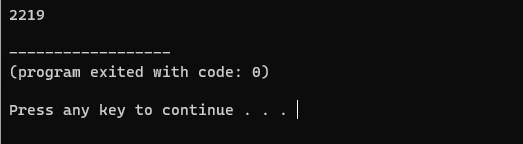 2219
------------------
(program exited with code: 0)
Press any key to continue . . .